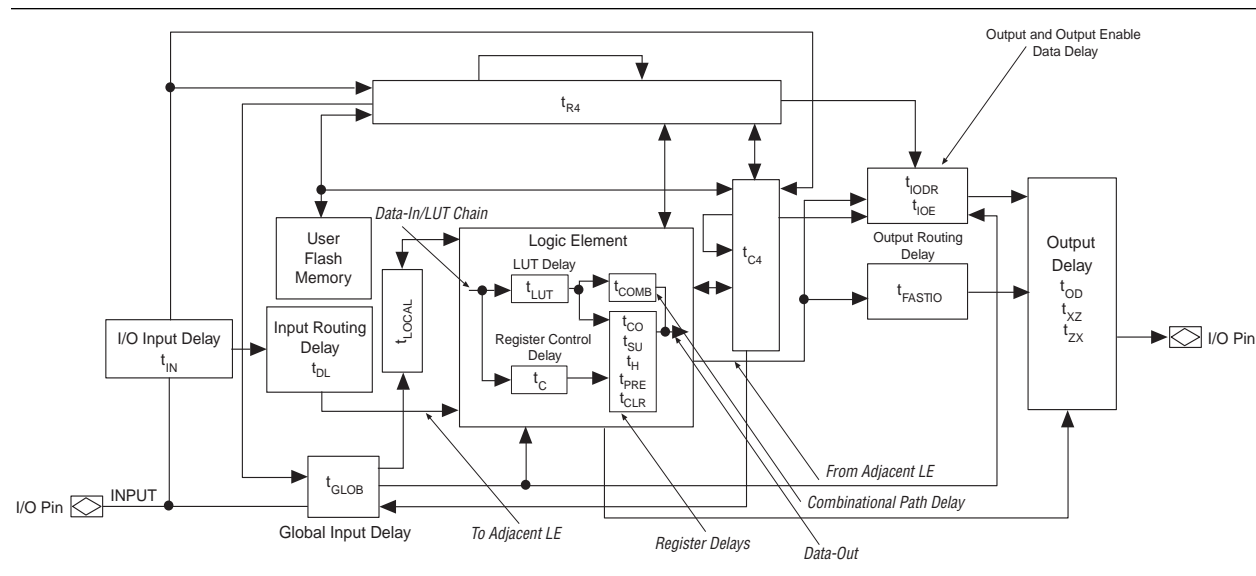 Output and Output Enable
Data Delay
tR4
tIODR
tIOE
Data-In/LUT Chain
User
Flash
Memory
Logic Element
LUT Delay
tLUT
tCOMB
tC4
Output Routing
Delay
tFASTIO
Output
Delay
tOD
tXZ
tZX
I/O Pin
I/O Input Delay
tIN
Input Routing
Delay
tDL
tLOCAL
Register Control
Delay
tC
tCO
tSU
tH
tPRE
tCLR
From Adjacent LE
I/O Pin
INPUT
tGLOB
Global Input Delay
To Adjacent LE
Register Delays
Combinational Path Delay
Data-Out